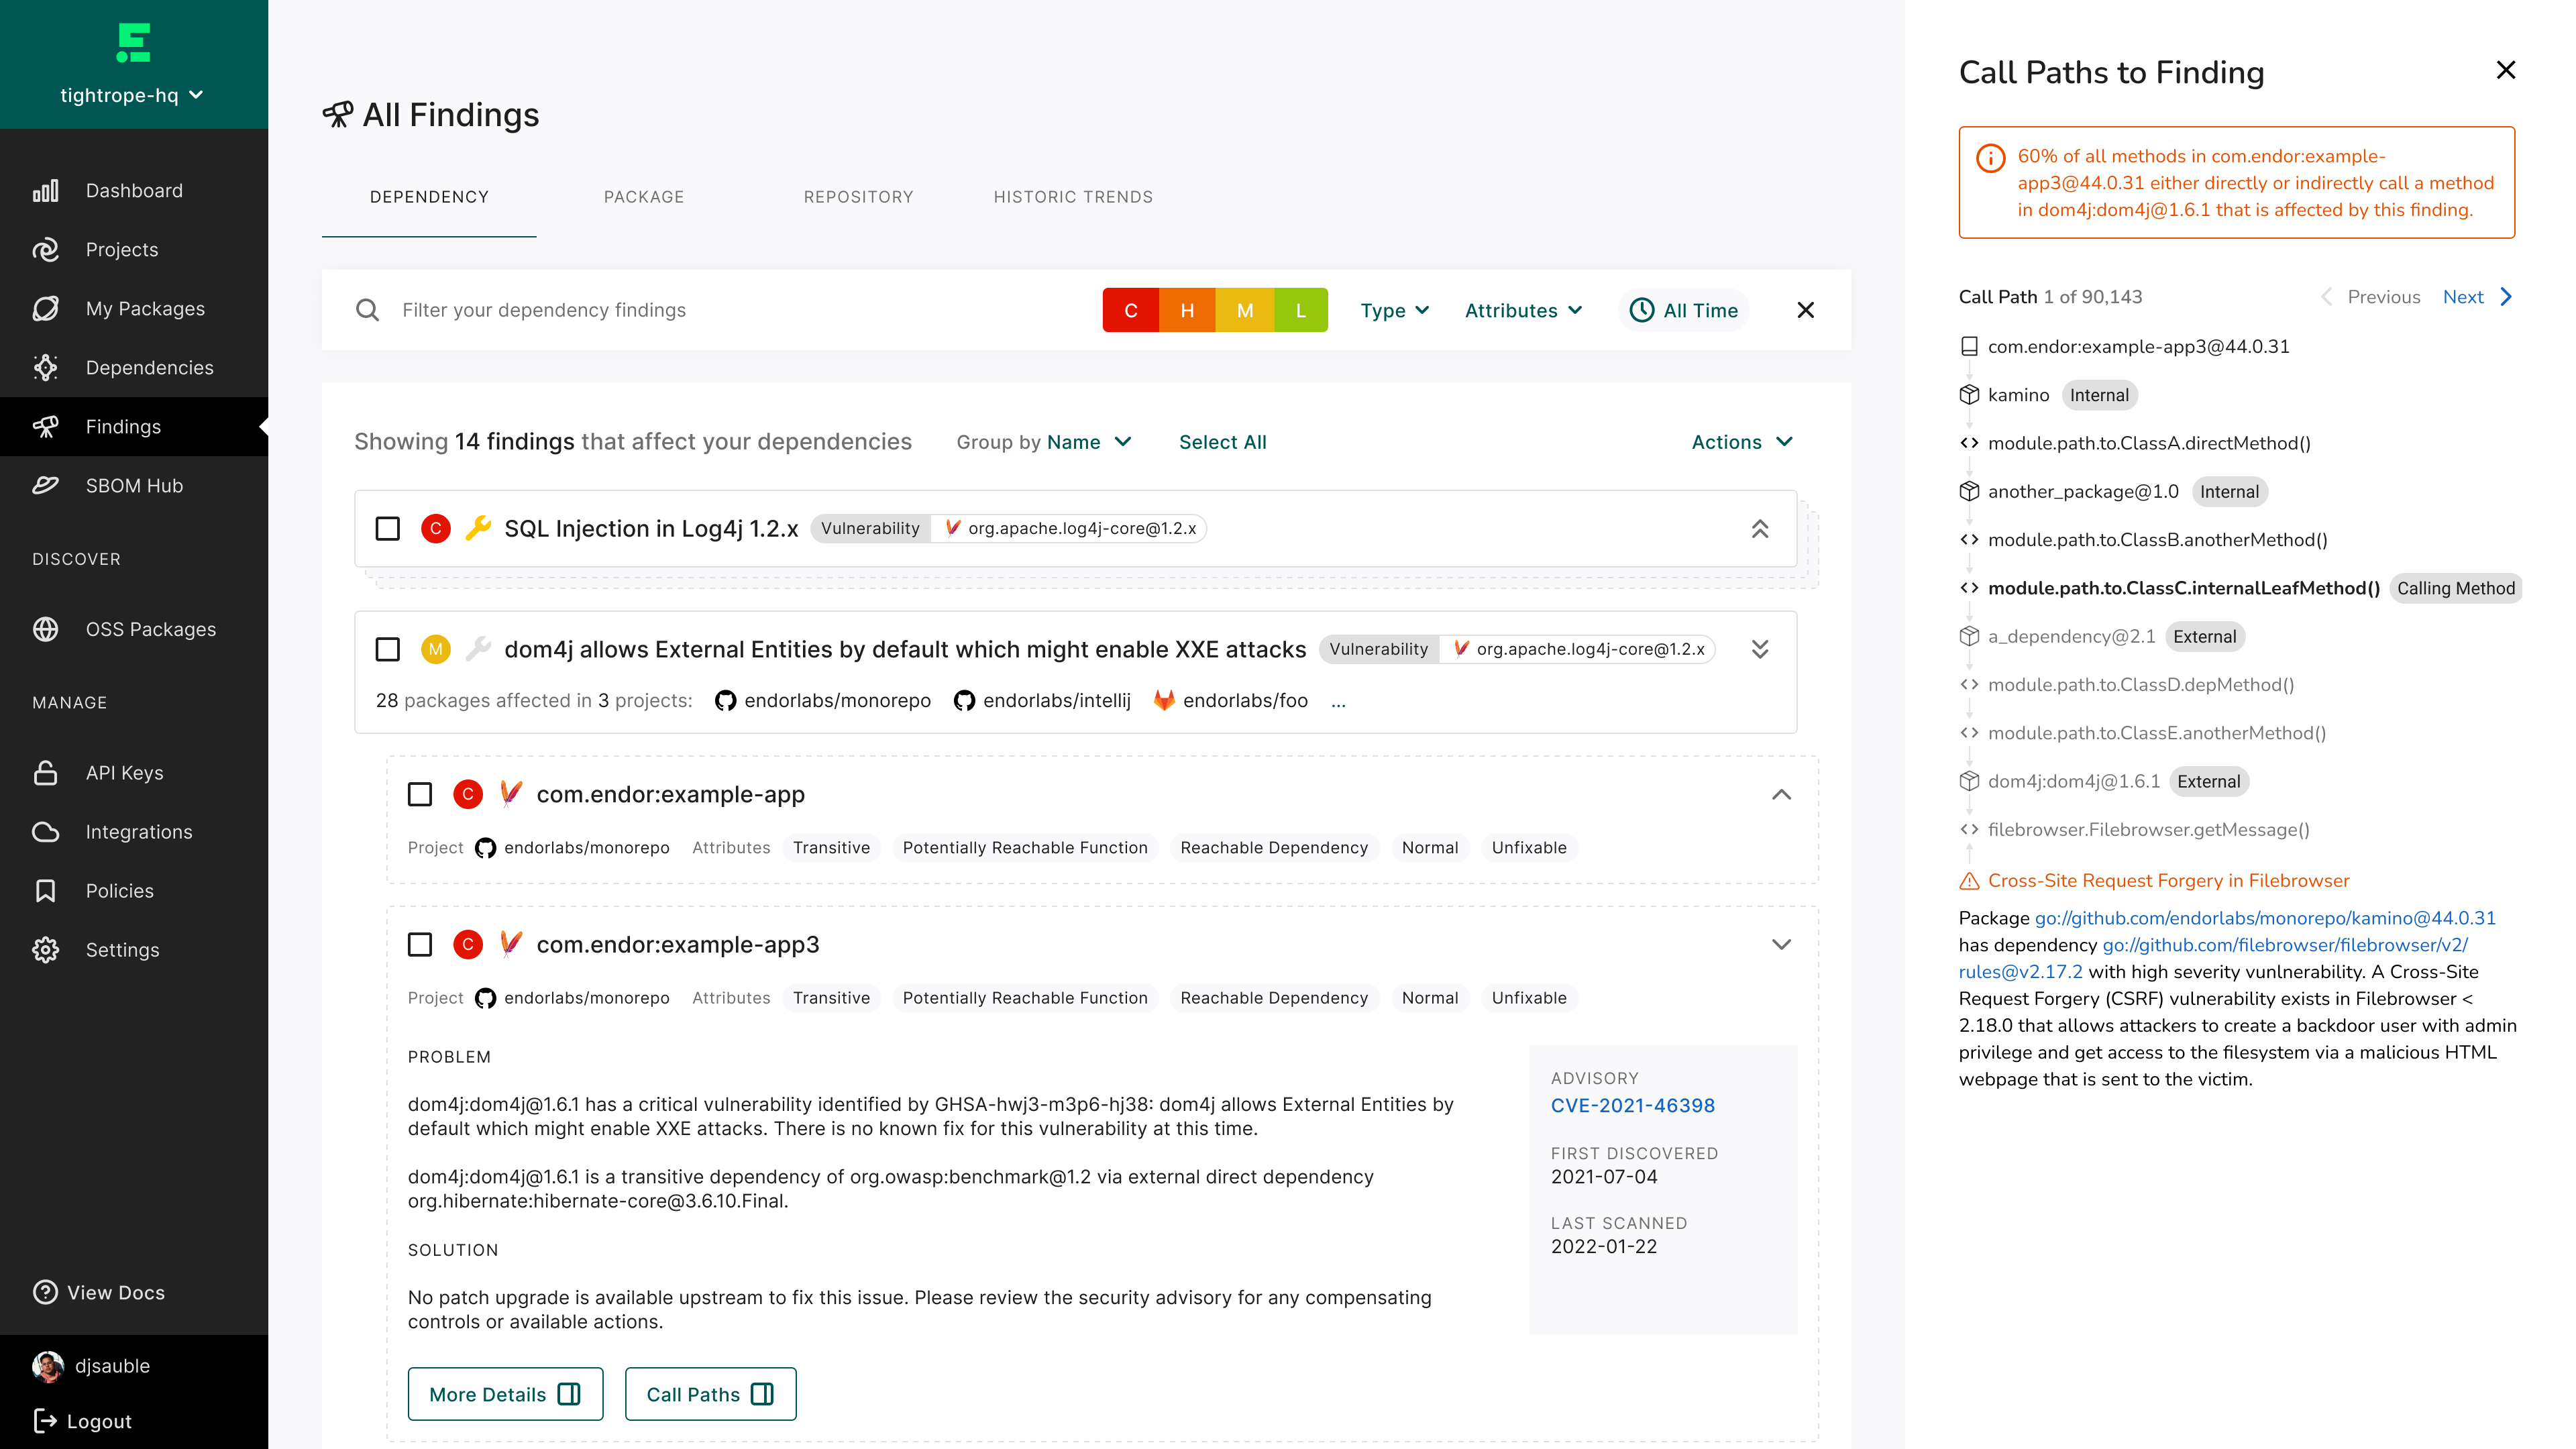 tightrope-hq
Dashboard
Projects
My Packages
Dependencies
Findings
SBOM Hub
DISCOVER
OSS Packages
MANAGE
API Keys
Integrations
Policies
Settings
View Docs
djsauble
Logout
All Findings
DEPENDENCY PACKAGE REPOSITORY HISTORIC TRENDS
Filter your dependency findings C H M L Type Attributes All Time
Showing 14 findings that affect your dependencies Group by Name Select All Actions
C SQL Injection in Log4j 1.2.x Vulnerability org.apache.log4j-core@1.2.x
M dom4j allows External Entities by default which might enable XXE attacks Vulnerability org.apache.log4j-core@1.2.x
28 packages affected in 3 projects: endorlabs/monorepo endorlabs/intellij endorlabs/foo ...
C com.endor:example-app
Project endorlabs/monorepo Attributes Transitive Potentially Reachable Function Reachable Dependency Normal Unfixable
C com.endor:example-app3
Project endorlabs/monorepo Attributes Transitive Potentially Reachable Function Reachable Dependency Normal Unfixable
PROBLEM
dom4j:dom4j@1.6.1 has a critical vulnerability identified by GHSA-hwj3-m3p6-hj38: dom4j allows External Entities by
default which might enable XXE attacks. There is no known fix for this vulnerability at this time.
dom4j:dom4j@1.6.1 is a transitive dependency of org.owasp:benchmark@1.2 via external direct dependency
org.hibernate:hibernate-core@3.6.10.Final.
SOLUTION
No patch upgrade is available upstream to fix this issue. Please review the security advisory for any compensating
controls or available actions.
More Details Call Paths
ADVISORY
CVE-2021-46398
FIRST DISCOVERED
2021-07-04
LAST SCANNED
2022-01-22
Call Paths to Finding
60% of all methods in com.endor:example-
app3@44.0.31 either directly or indirectly call a method
in dom4j:dom4j@1.6.1 that is affected by this finding.
Call Path 1 of 90,143 Previous Next
com.endor:example-app3@44.0.31
kamino Internal
module.path.to.ClassA.directMethod()
another_package@1.0 Internal
module.path.to.ClassB.anotherMethod()
module.path.to.ClassC.internalLeafMethod() Calling Method
a_dependency@2.1 External
module.path.to.ClassD.depMethod()
module.path.to.ClassE.anotherMethod()
dom4j:dom4j@1.6.1 External
filebrowser.Filebrowser.getMessage()
Cross-Site Request Forgery in Filebrowser
Package go://github.com/endorlabs/monorepo/kamino@44.0.31
has dependency go://github.com/filebrowser/filebrowser/v2/
rules@v2.17.2 with high severity vunlnerability. A Cross-Site
Request Forgery (CSRF) vulnerability exists in Filebrowser <
2.18.0 that allows attackers to create a backdoor user with admin
privilege and get access to the filesystem via a malicious HTML
webpage that is sent to the victim.